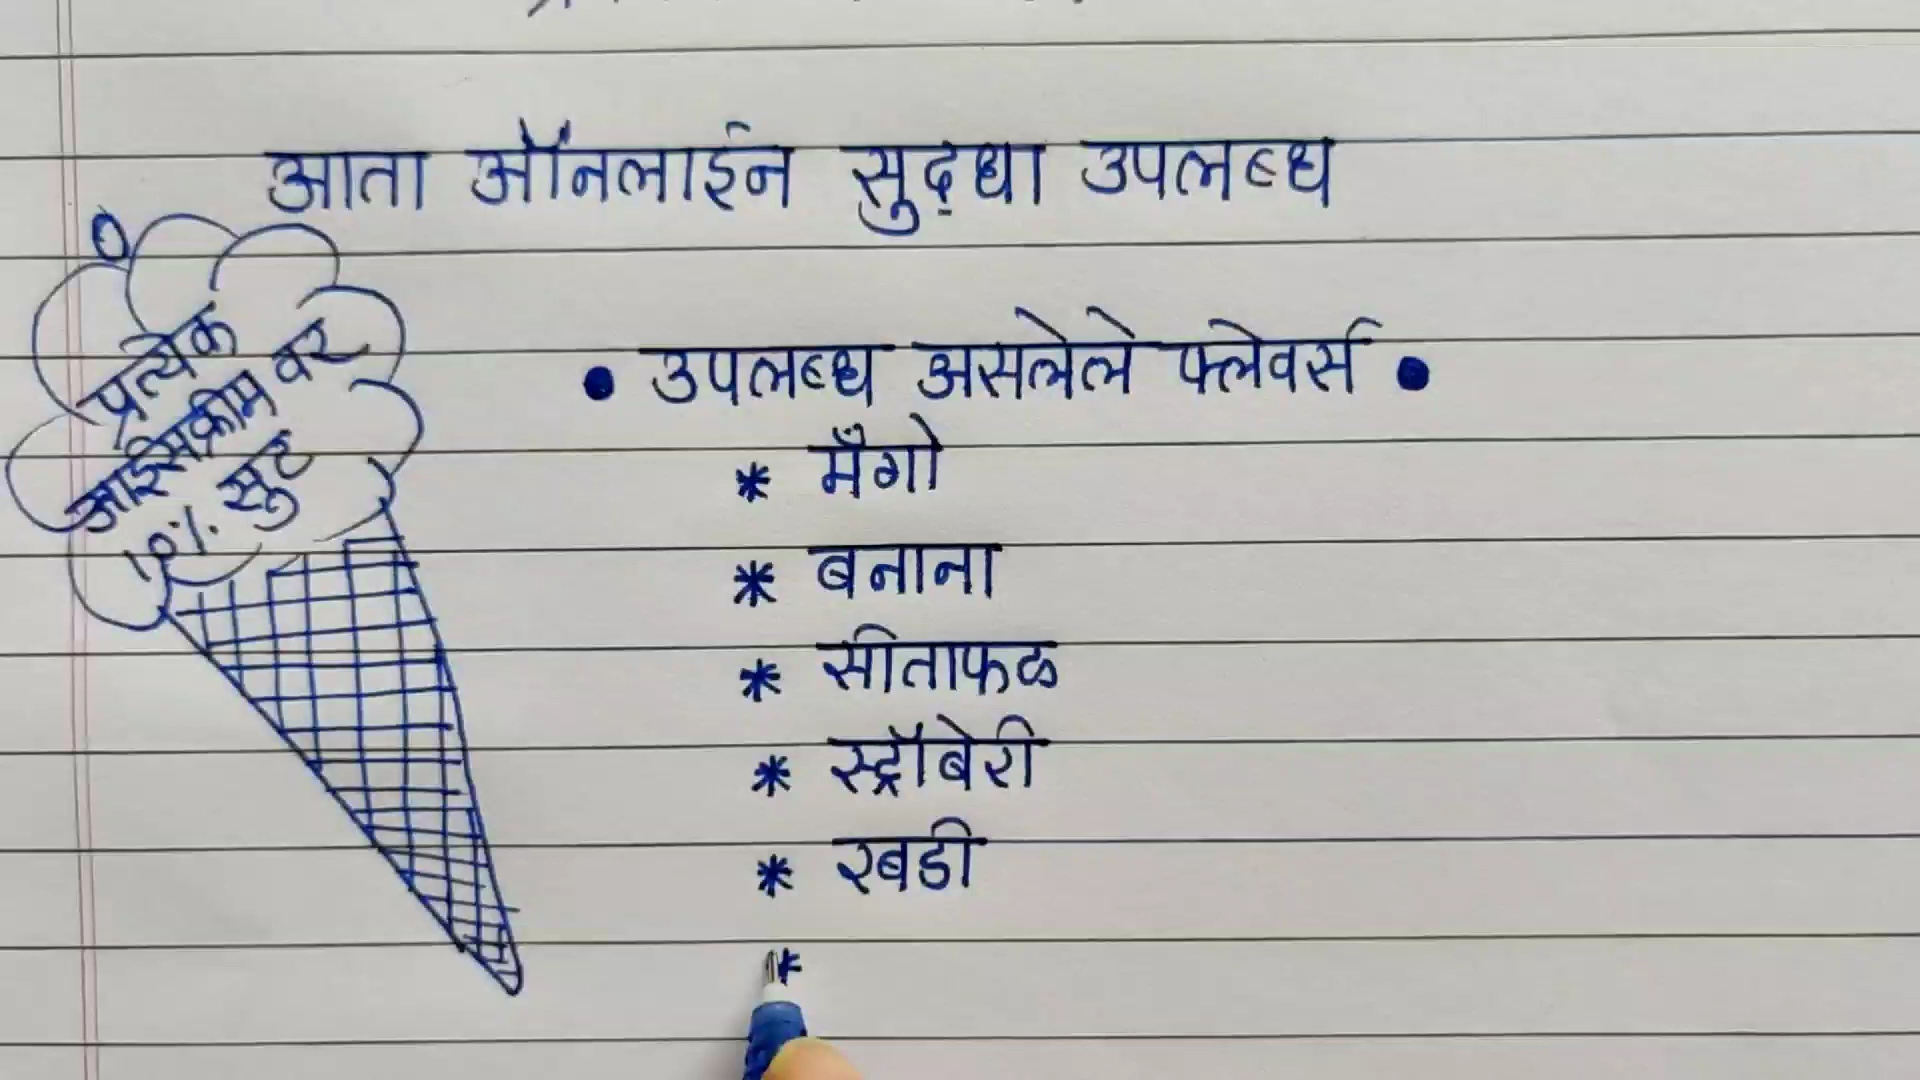 आता ऑनलाईन सुद्धा उपलब्ध
प्रत्येक
आईसक्रीम वर
10% सुट
• उपलब्ध असलेले फ्लेवर्स •
* मँगो
* बनाना
* सीताफळ
* स्ट्रॉबेरी
* रबडी
*